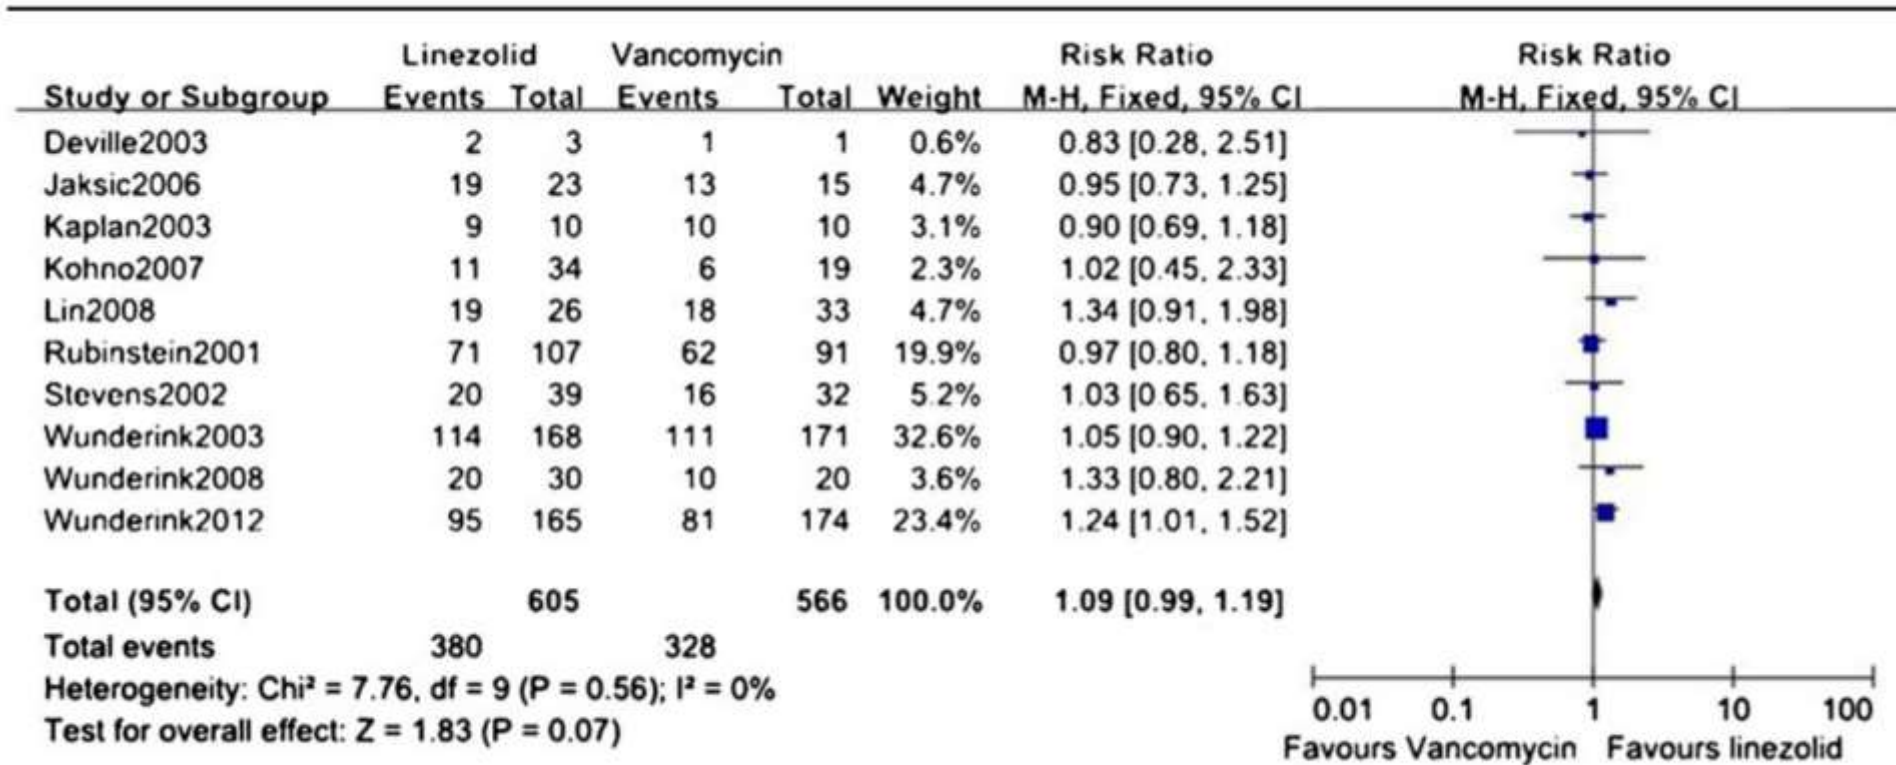 Linezolid Vancomycin Risk Ratio Risk Ratio
Study or Subgroup Events Total Events Total Weight M-H, Fixed, 95% CI M-H, Fixed, 95% CI
Deville2003 2 3 1 1 0.6% 0.83 [0.28, 2.51]
Jaksic2006 19 23 13 15 4.7% 0.95 [0.73, 1.25]
Kaplan2003 9 10 10 10 3.1% 0.90 [0.69, 1.18]
Kohno2007 11 34 6 19 2.3% 1.02 [0.45, 2.33]
Lin2008 19 26 18 33 4.7% 1.34 [0.91, 1.98]
Rubinstein2001 71 107 62 91 19.9% 0.97 [0.80, 1.18]
Stevens2002 20 39 16 32 5.2% 1.03 [0.65, 1.63]
Wunderink2003 114 168 111 171 32.6% 1.05 [0.90, 1.22]
Wunderink2008 20 30 10 20 3.6% 1.33 [0.80, 2.21]
Wunderink2012 95 165 81 174 23.4% 1.24 [1.01, 1.52]
Total (95% CI) 605 566 100.0% 1.09 [0.99, 1.19]
Total events 380 328
Heterogeneity: Chi² = 7.76, df = 9 (P = 0.56); I² = 0%
Test for overall effect: Z = 1.83 (P = 0.07)
0.01 0.1 1 10 100
Favours Vancomycin Favours linezolid